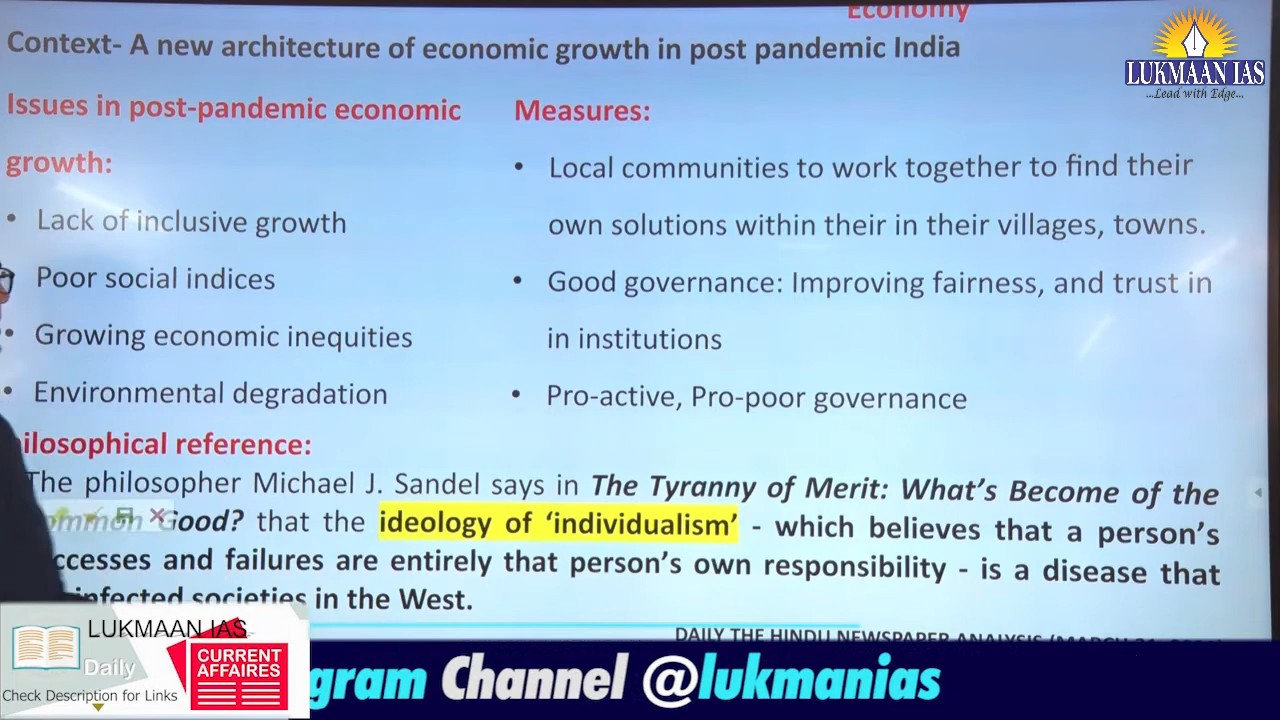 Economy
Context- A new architecture of economic growth in post pandemic India
LUKMAAN IAS
...Lead with Edge...
Issues in post-pandemic economic
growth:
• Lack of inclusive growth
Poor social indices
• Growing economic inequities
• Environmental degradation
Measures:
• Local communities to work together to find their
own solutions within their in their villages, towns.
• Good governance: Improving fairness, and trust in
in institutions
• Pro-active, Pro-poor governance
ilosophical reference:
The philosopher Michael J. Sandel says in The Tyranny of Merit: What's Become of the
ommon Good? that the ideology of 'individualism' - which believes that a person's
ccesses and failures are entirely that person's own responsibility - is a disease that
infected societies in the West.
DAILY THE HINDU NEWSPAPER ANALYSIS
LUKMAAN IAS
Daily
CURRENT
AFFAIRES
Check Description for Links
gram Channel @lukmanias